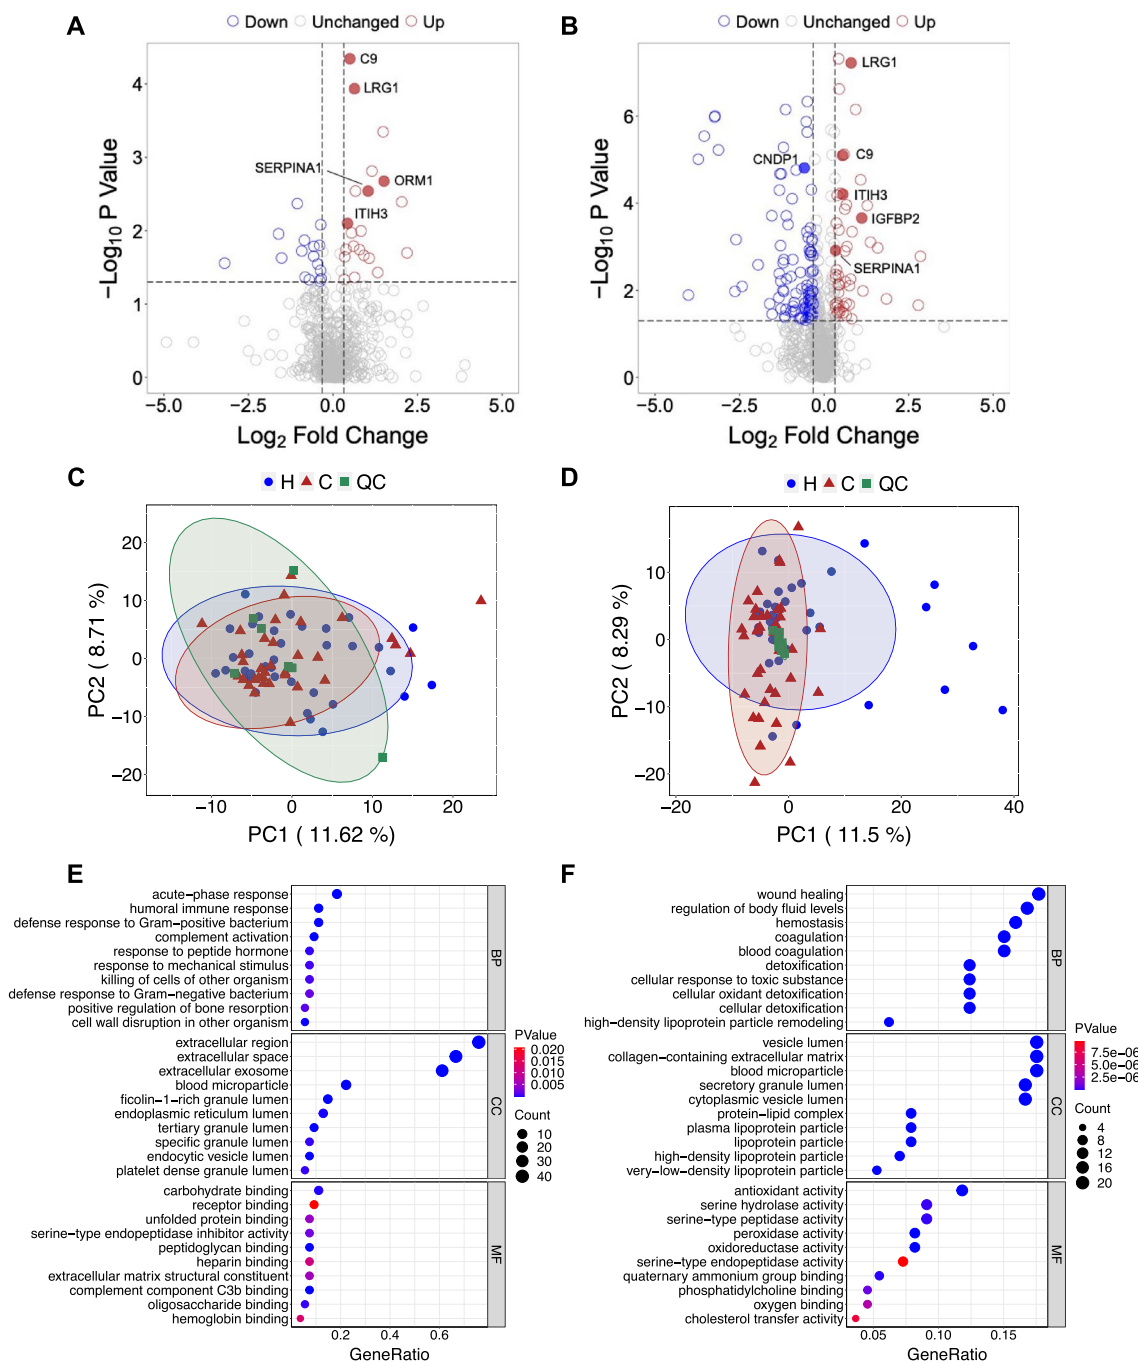 A
Down Unchanged Up
C9
LRG1
SERPINA1
ORM1
ITIH3
−Log10 P Value
4
3
2
1
0
−5.0 −2.5 0.0 2.5 5.0
Log2 Fold Change
B
Down Unchanged Up
LRG1
CNDP1
C9
ITIH3
IGFBP2
SERPINA1
−Log10 P Value
6
4
2
0
−5.0 −2.5 0.0 2.5 5.0
Log2 Fold Change
C
H C QC
PC2 ( 8.71 %)
20
10
0
−10
−20
−10 0 10 20
PC1 ( 11.62 %)
D
H C QC
PC2 ( 8.29 %)
10
0
−10
−20
−20 0 20 40
PC1 ( 11.5 %)
E
acute−phase response
humoral immune response
defense response to Gram−positive bacterium
complement activation
response to peptide hormone
response to mechanical stimulus
killing of cells of other organism
defense response to Gram−negative bacterium
positive regulation of bone resorption
cell wall disruption in other organism
BP
extracellular region
extracellular space
extracellular exosome
blood microparticle
ficolin−1−rich granule lumen
endoplasmic reticulum lumen
tertiary granule lumen
specific granule lumen
endocytic vesicle lumen
platelet dense granule lumen
CC
carbohydrate binding
receptor binding
unfolded protein binding
serine−type endopeptidase inhibitor activity
peptidoglycan binding
heparin binding
extracellular matrix structural constituent
complement component C3b binding
oligosaccharide binding
hemoglobin binding
MF
0.2 0.4 0.6
GeneRatio
PValue
0.020
0.015
0.010
0.005
Count
10
20
30
40
F
wound healing
regulation of body fluid levels
hemostasis
coagulation
blood coagulation
detoxification
cellular response to toxic substance
cellular oxidant detoxification
cellular detoxification
high−density lipoprotein particle remodeling
BP
vesicle lumen
collagen−containing extracellular matrix
blood microparticle
secretory granule lumen
cytoplasmic vesicle lumen
protein−lipid complex
plasma lipoprotein particle
lipoprotein particle
high−density lipoprotein particle
very−low−density lipoprotein particle
CC
antioxidant activity
serine hydrolase activity
serine−type peptidase activity
peroxidase activity
oxidoreductase activity
serine−type endopeptidase activity
quaternary ammonium group binding
phosphatidylcholine binding
oxygen binding
cholesterol transfer activity
MF
0.05 0.10 0.15
GeneRatio
PValue
7.5e−06
5.0e−06
2.5e−06
Count
4
8
12
16
20